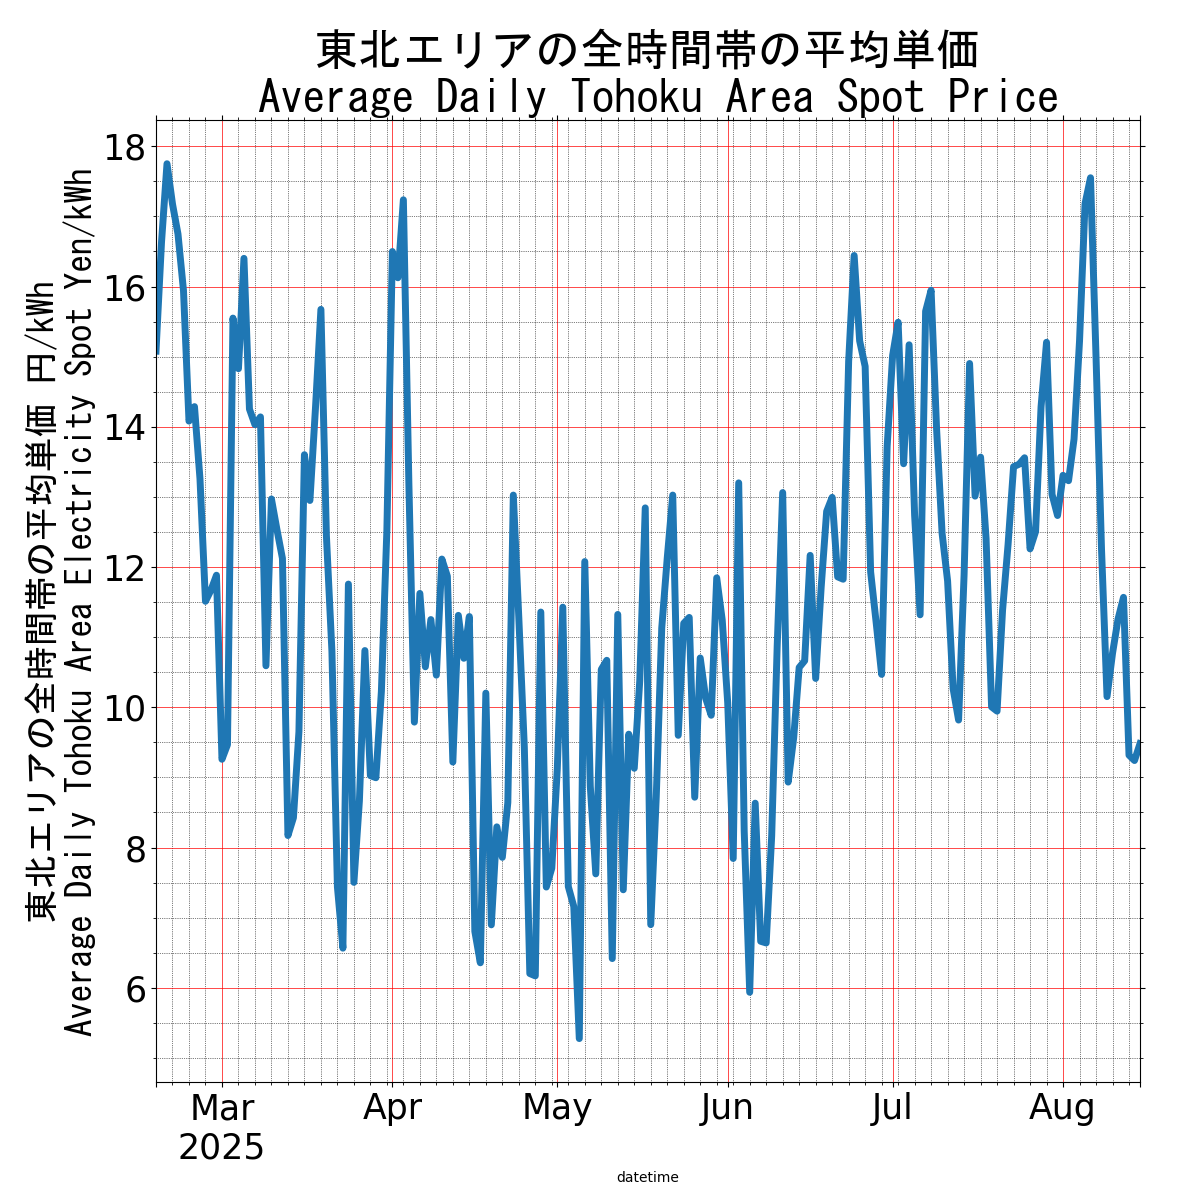 東北エリアの全時間帯の平均単価
Average Daily Tohoku Area Spot Price
東北エリアの全時間帯の平均単価 円/kWh
Average Daily Tohoku Area Electricity Spot Yen/kWh
18
16
14
12
10
8
6
Mar
2025
Apr
May
Jun
Jul
Aug
datetime